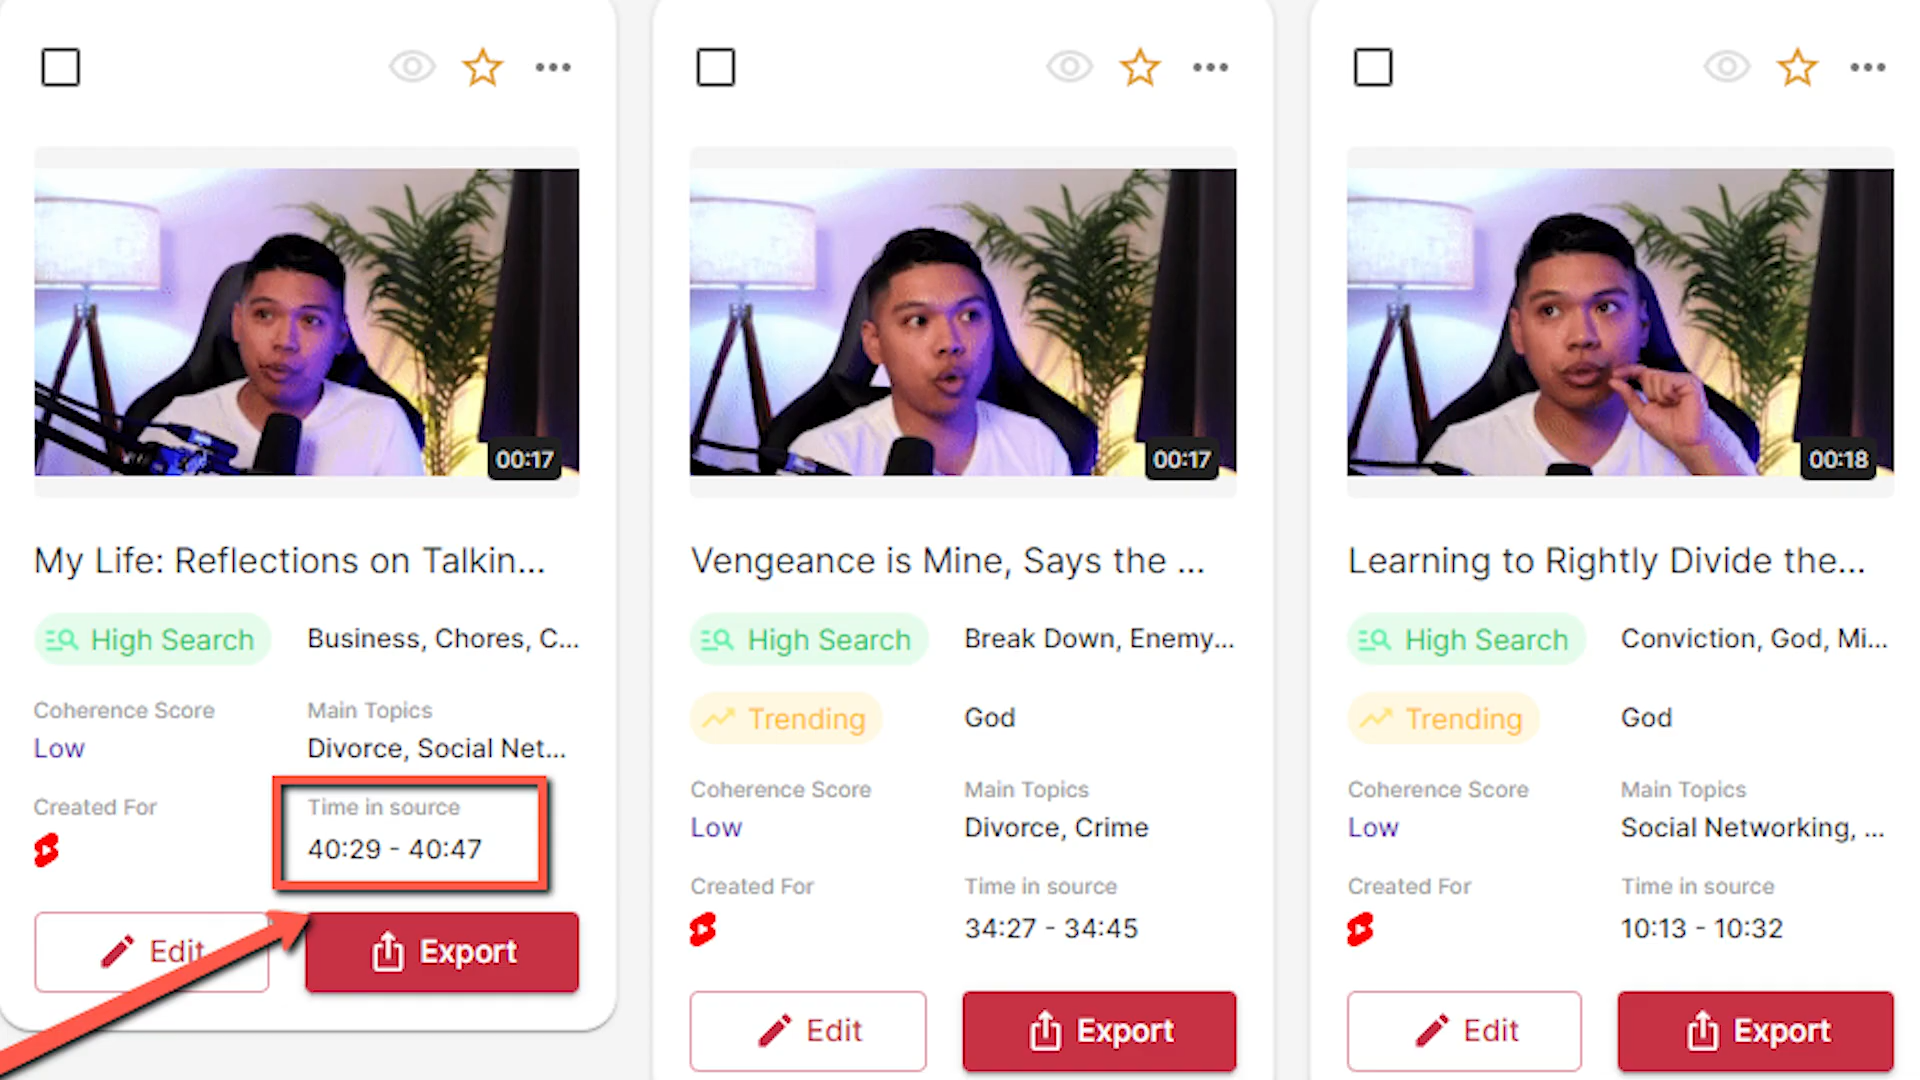 00:17
My Life: Reflections on Talkin...
High Search
Business, Chores, C...
Coherence Score
Main Topics
Low
Divorce, Social Net...
Created For
Time in source
40:29 - 40:47
Edit
Export
00:17
Vengeance is Mine, Says the ...
High Search
Break Down, Enemy...
Trending
God
Coherence Score
Main Topics
Low
Divorce, Crime
Created For
Time in source
34:27 - 34:45
Edit
Export
00:18
Learning to Rightly Divide the...
High Search
Conviction, God, Mi...
Trending
God
Coherence Score
Main Topics
Low
Social Networking, ...
Created For
Time in source
10:13 - 10:32
Edit
Export